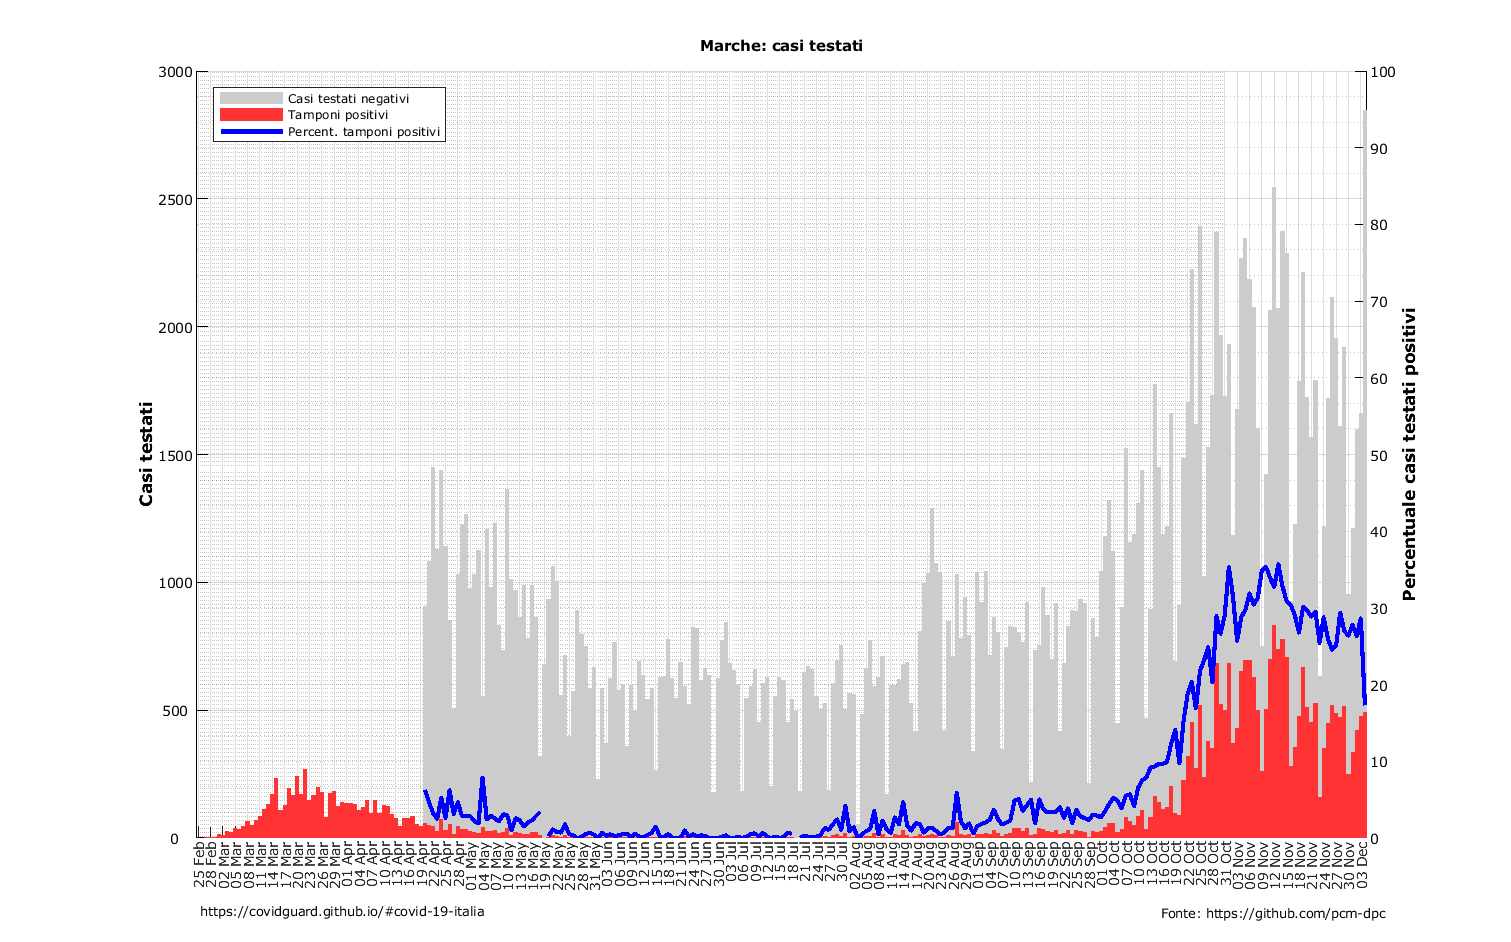 Marche: casi testati
Casi testati negativi
Tamponi positivi
Percent. tamponi positivi
3000
2500
2000
1500
1000
500
0
100
90
80
70
60
50
40
30
20
10
0
Casi testati
Percentuale casi testati positivi
25 Feb
28 Feb
02 Mar
05 Mar
08 Mar
11 Mar
14 Mar
17 Mar
20 Mar
23 Mar
26 Mar
29 Mar
01 Apr
04 Apr
07 Apr
10 Apr
13 Apr
16 Apr
19 Apr
22 Apr
25 Apr
28 Apr
01 May
04 May
07 May
10 May
13 May
16 May
19 May
22 May
25 May
28 May
31 May
03 Jun
06 Jun
09 Jun
12 Jun
15 Jun
18 Jun
21 Jun
24 Jun
27 Jun
30 Jun
03 Jul
06 Jul
09 Jul
12 Jul
15 Jul
18 Jul
21 Jul
24 Jul
27 Jul
30 Jul
02 Aug
05 Aug
08 Aug
11 Aug
14 Aug
17 Aug
20 Aug
23 Aug
26 Aug
29 Aug
01 Sep
04 Sep
07 Sep
10 Sep
13 Sep
16 Sep
19 Sep
22 Sep
25 Sep
28 Sep
01 Oct
04 Oct
07 Oct
10 Oct
13 Oct
16 Oct
19 Oct
22 Oct
25 Oct
28 Oct
31 Oct
03 Nov
06 Nov
09 Nov
12 Nov
15 Nov
18 Nov
21 Nov
24 Nov
27 Nov
30 Nov
03 Dec
https://covidguard.github.io/#covid-19-italia
Fonte: https://github.com/pcm-dpc